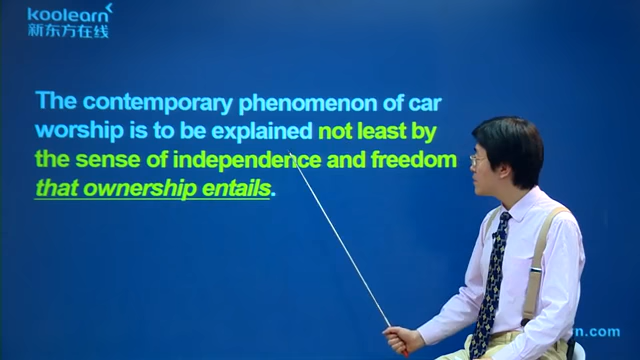 koolearn
新东方在线
The contemporary phenomenon of car
worship is to be explained not least by
the sense of independence and freedom
that ownership entails.
rn.com